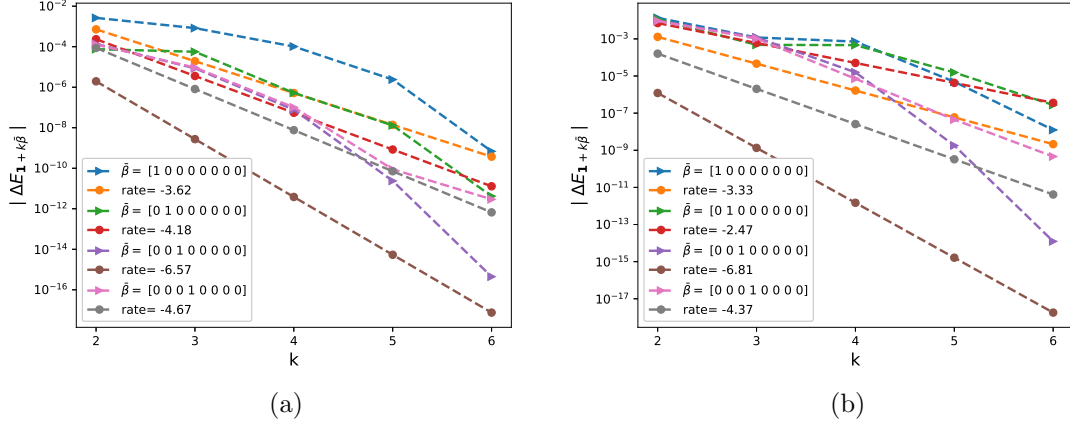 | ΔE_{1 + kβ̄} |
10^{-2}
10^{-4}
10^{-6}
10^{-8}
10^{-10}
10^{-12}
10^{-14}
10^{-16}
β̄ = [1 0 0 0 0 0 0 0]
rate= -3.62
β̄ = [0 1 0 0 0 0 0 0]
rate= -4.18
β̄ = [0 0 1 0 0 0 0 0]
rate= -6.57
β̄ = [0 0 0 1 0 0 0 0]
rate= -4.67
2 3 4 5 6
k
(a)
| ΔE_{1 + kβ̄} |
10^{-3}
10^{-5}
10^{-7}
10^{-9}
10^{-11}
10^{-13}
10^{-15}
10^{-17}
β̄ = [1 0 0 0 0 0 0 0]
rate= -3.33
β̄ = [0 1 0 0 0 0 0 0]
rate= -2.47
β̄ = [0 0 1 0 0 0 0 0]
rate= -6.81
β̄ = [0 0 0 1 0 0 0 0]
rate= -4.37
2 3 4 5 6
k
(b)